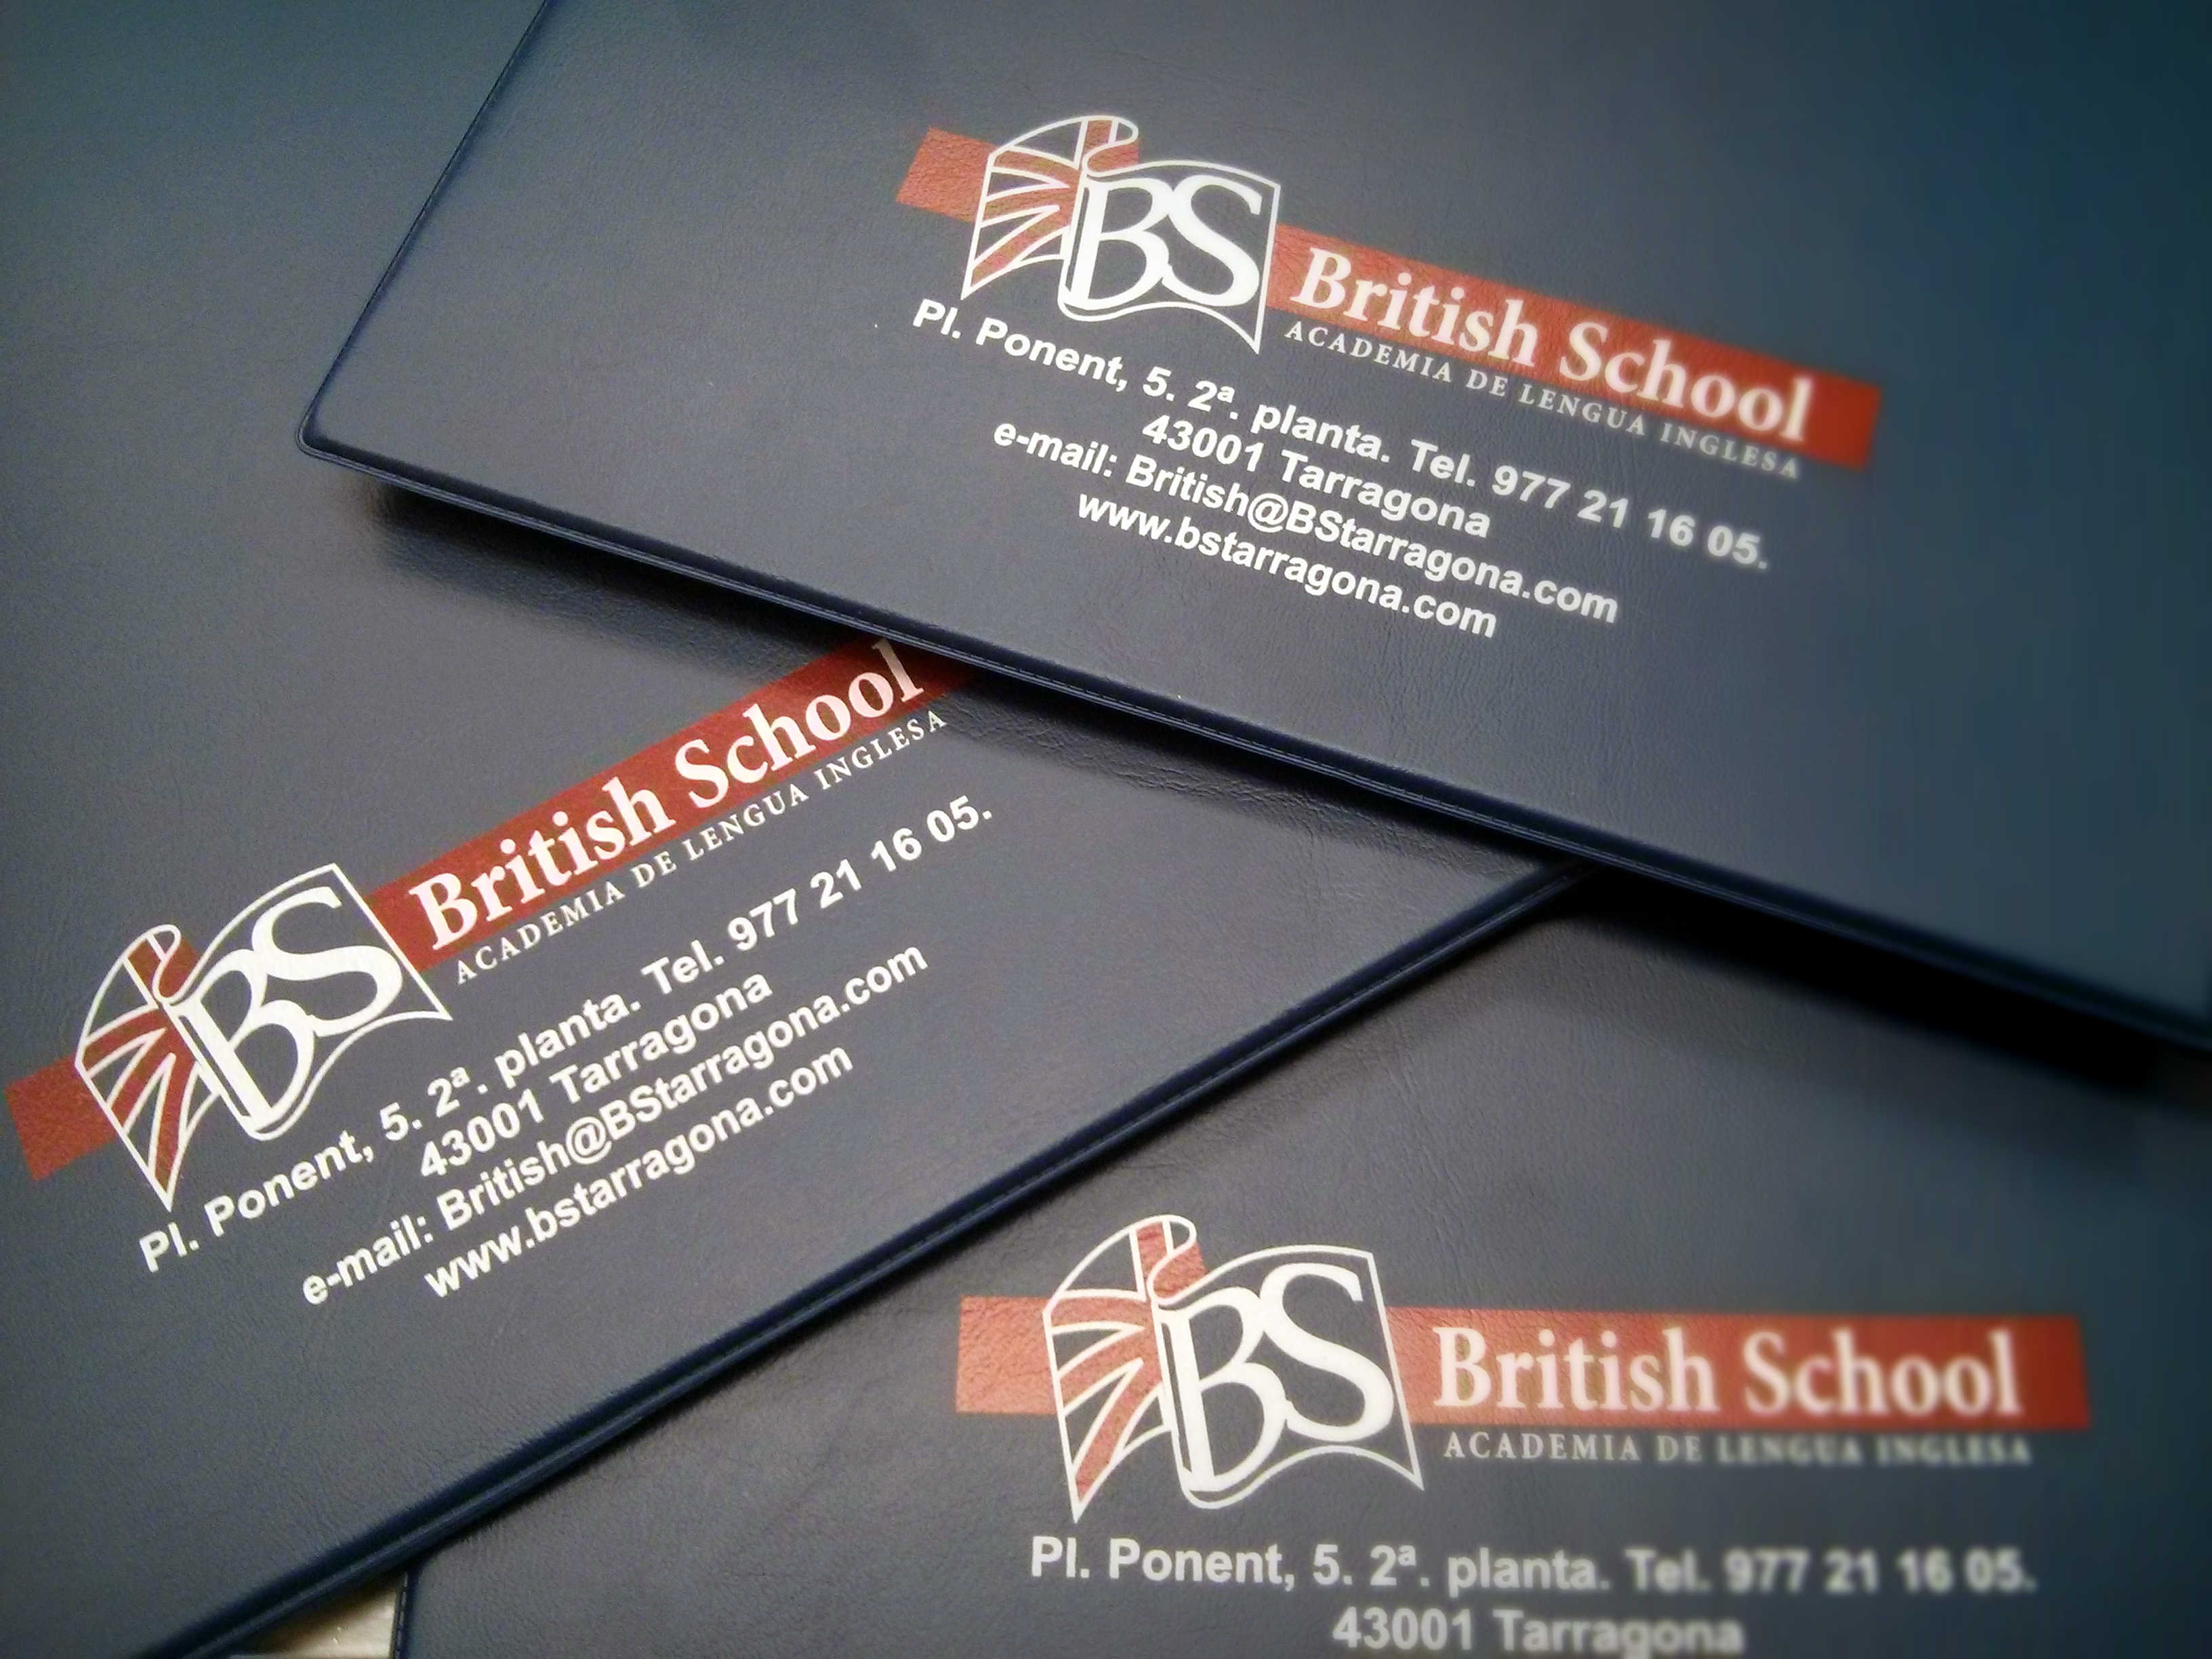 BS British School
ACADEMIA DE LENGUA INGLESA
Pl. Ponent, 5. 2ª. planta. Tel. 977 21 16 05.
43001 Tarragona
e-mail: British@BStarragona.com
www.bstarragona.com
BS British School
ACADEMIA DE LENGUA INGLESA
Pl. Ponent, 5. 2ª. planta. Tel. 977 21 16 05.
43001 Tarragona
e-mail: British@BStarragona.com
www.bstarragona.com
BS British School
ACADEMIA DE LENGUA INGLESA
Pl. Ponent, 5. 2ª. planta. Tel. 977 21 16 05.
43001 Tarragona